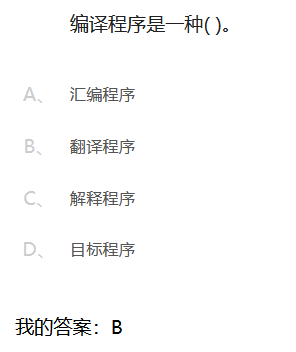 编译程序是一种( )。
A、 汇编程序
B、 翻译程序
C、 解释程序
D、 目标程序
我的答案：B